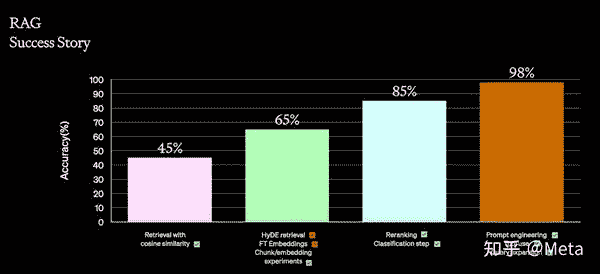 RAG
Success Story
Accuracy(%)
100
90
80
70
60
50
40
30
20
10
0
45%
65%
85%
98%
Retrieval with
cosine similarity ✅
HyDE retrieval
FT Embeddings
Chunk/embedding
experiments ✅
Reranking ✅
Classification step ✅
Prompt engineering ✅
知乎 @Meta